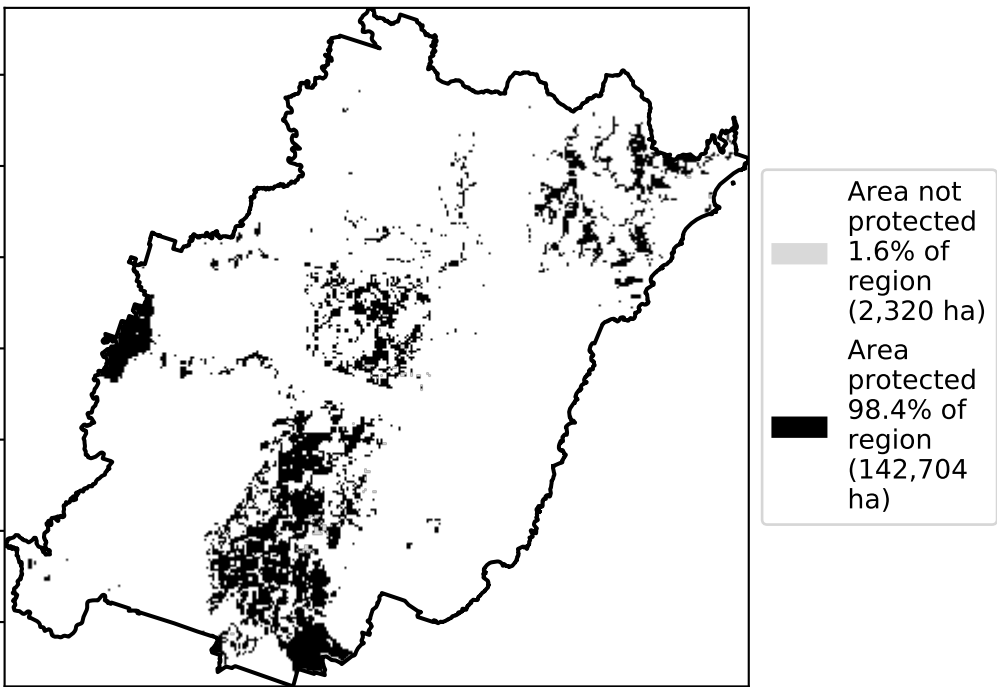 Area not
protected
1.6% of
region
(2,320 ha)
Area
protected
98.4% of
region
(142,704
ha)